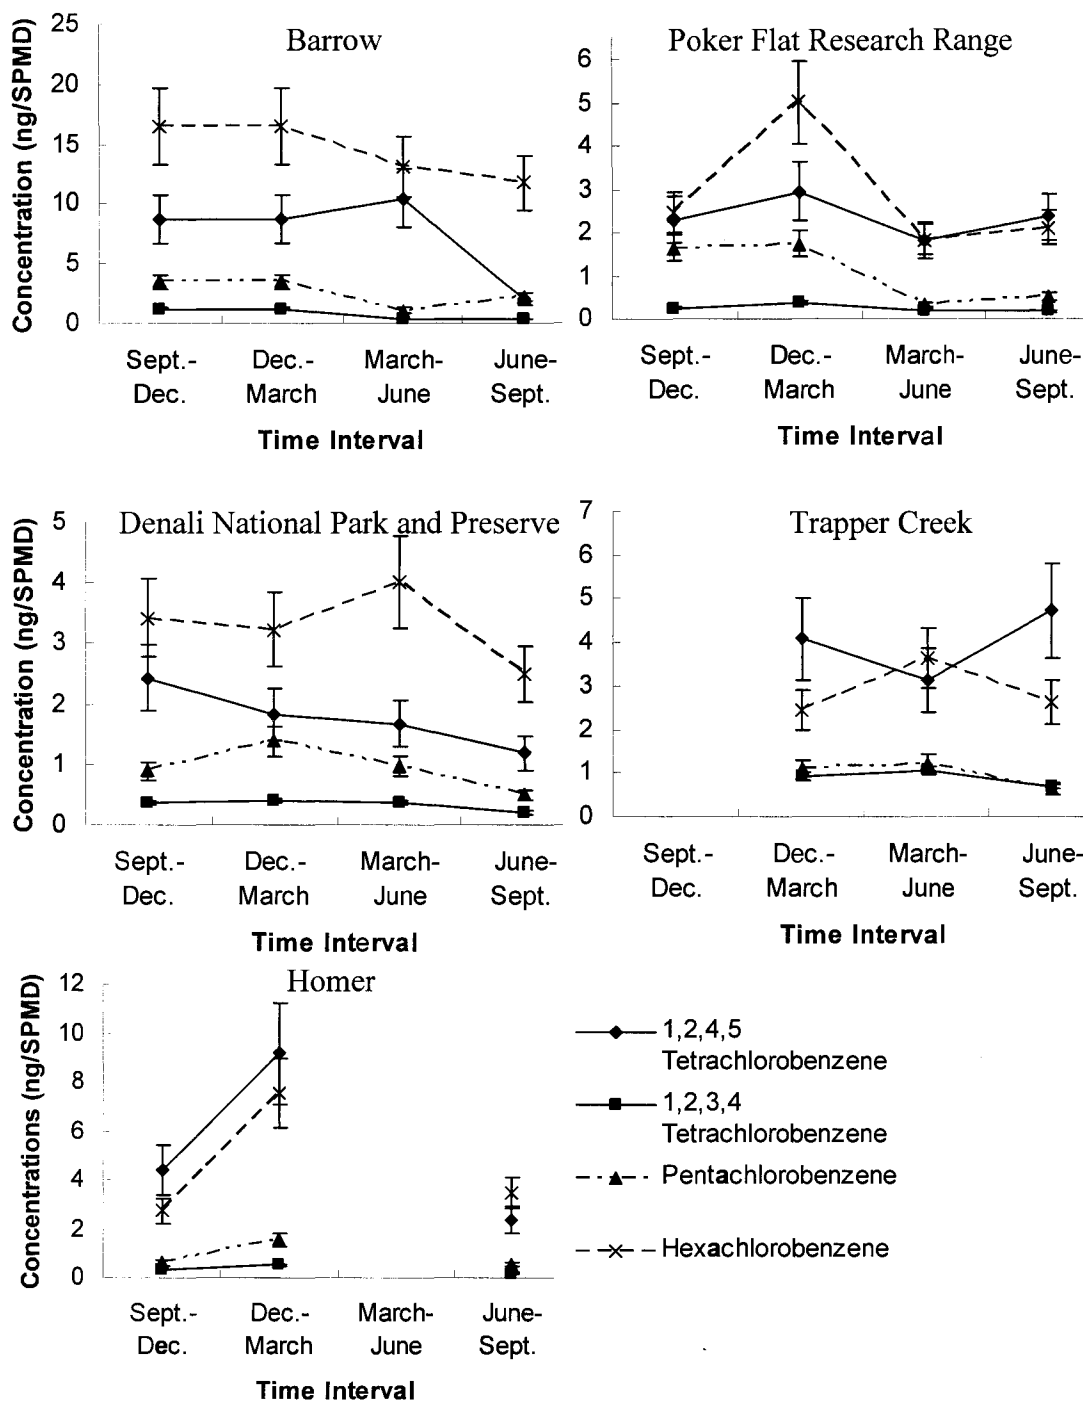 Barrow
Concentration (ng/SPMD)
25
20
15
10
5
0
Sept.- Dec.- March- June-
Dec. March June Sept.
Time Interval
Poker Flat Research Range
6
5
4
3
2
1
0
Sept.- Dec.- March- June-
Dec. March June Sept.
Time Interval
Denali National Park and Preserve
Concentration (ng/SPMD)
5
4
3
2
1
0
Sept.- Dec.- March- June-
Dec. March June Sept.
Time Interval
Trapper Creek
7
6
5
4
3
2
1
0
Sept.- Dec.- March- June-
Dec. March June Sept.
Time Interval
Homer
Concentrations (ng/SPMD)
12
10
8
6
4
2
0
Sept.- Dec.- March- June-
Dec. March June Sept.
Time Interval
1,2,4,5
Tetrachlorobenzene
1,2,3,4
Tetrachlorobenzene
Pentachlorobenzene
Hexachlorobenzene